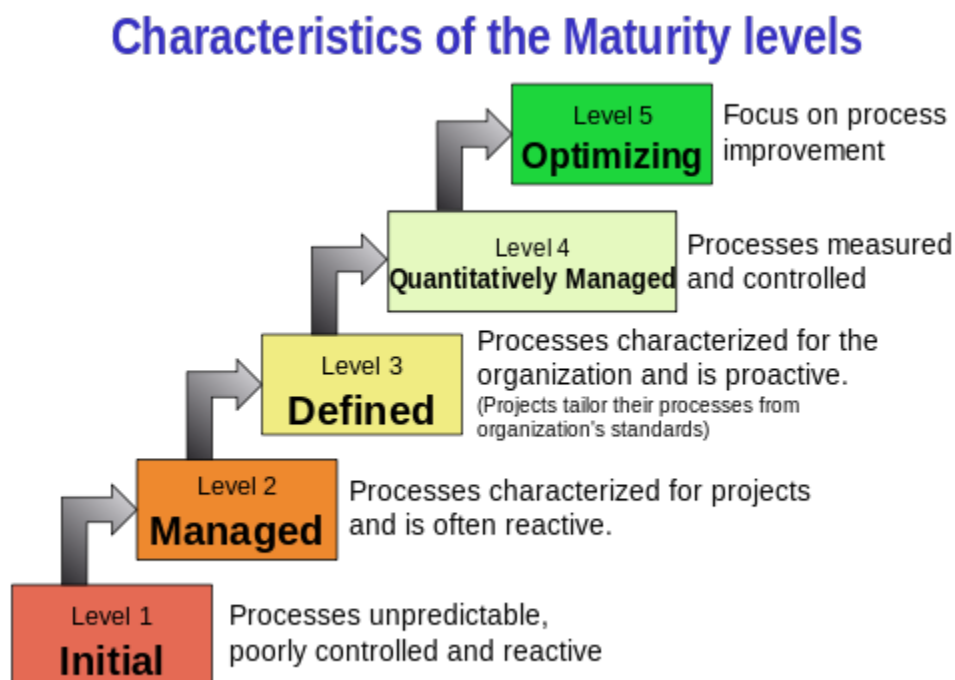 Characteristics of the Maturity levels
Level 5
Optimizing
Focus on process
improvement
Level 4
Quantitatively Managed
Processes measured
and controlled
Level 3
Defined
Processes characterized for the
organization and is proactive.
(Projects tailor their processes from
organization's standards)
Level 2
Managed
Processes characterized for projects
and is often reactive.
Level 1
Initial
Processes unpredictable,
poorly controlled and reactive